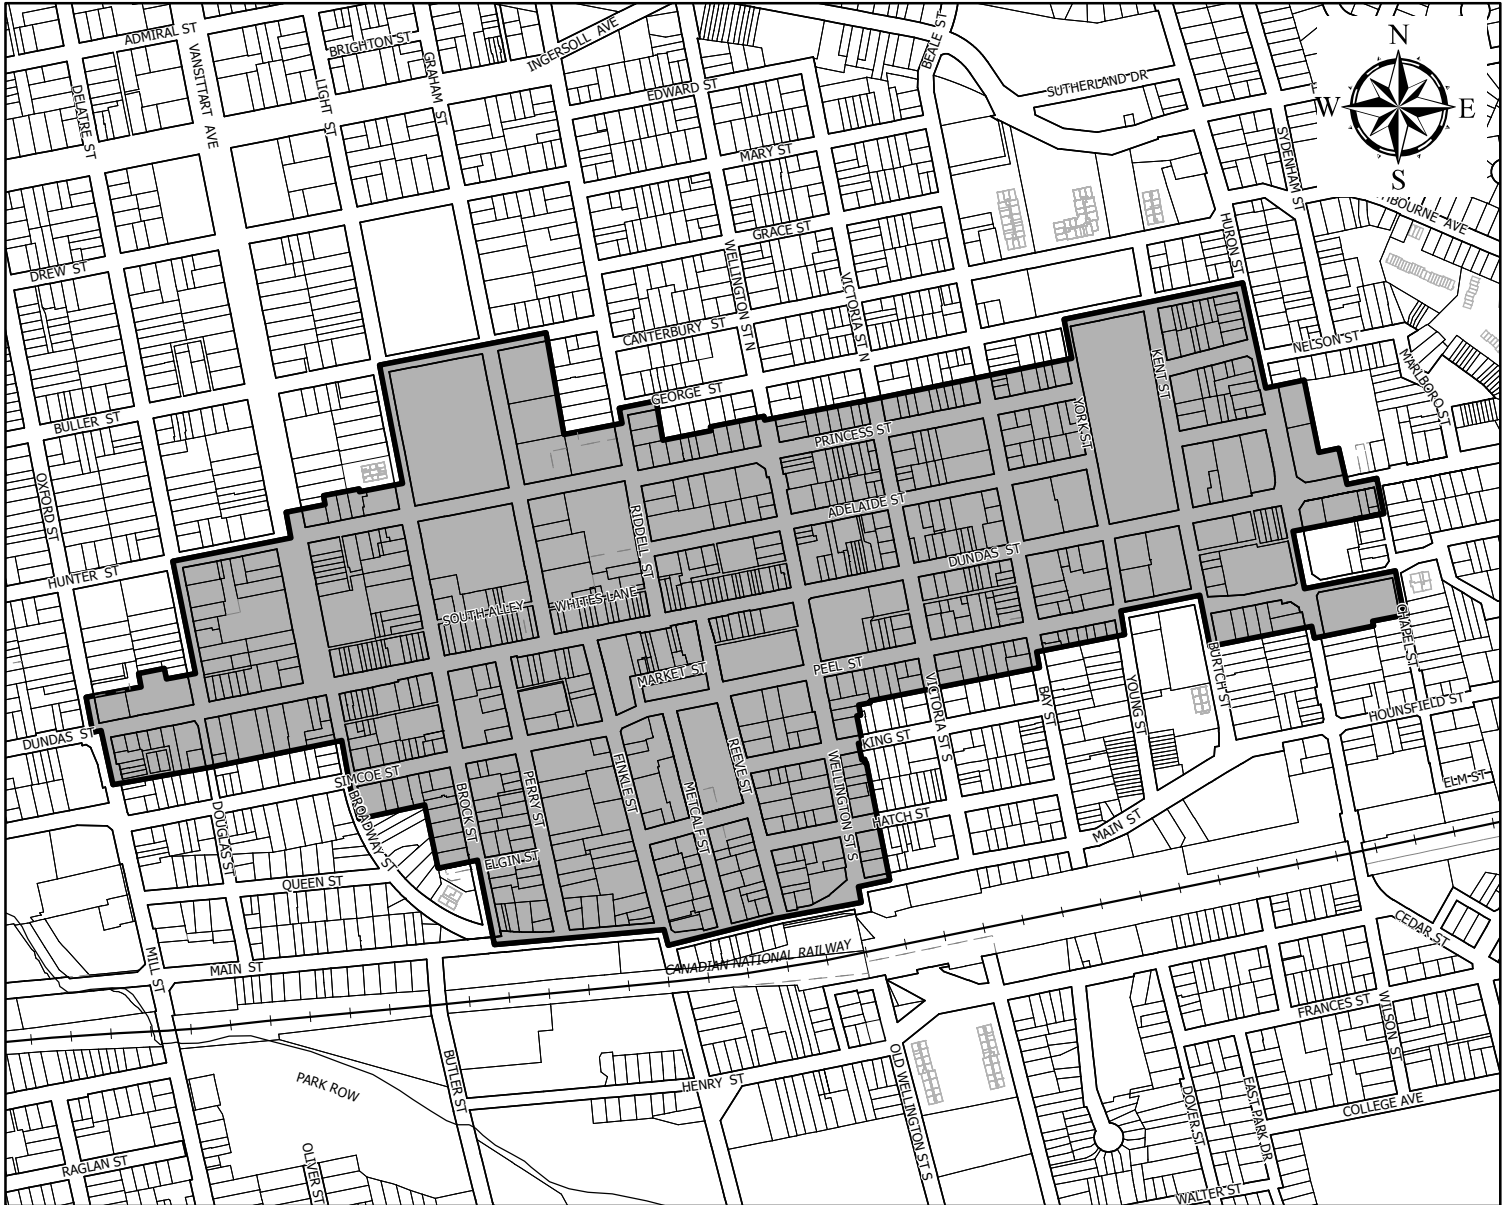 ADMIRAL ST
BRIGHTON ST
INGERSOLL AVE
BEALE ST
N
VANSITTART AVE
GRAHAM ST
LIGHT ST
DELATRE ST
EDWARD ST
SUTHERLAND DR
W
E
MARY ST
SYDENHAM ST
S
GRACE ST
HURON ST
DREW ST
WELLINGTON ST N
VICTORIA ST N
CANTERBURY ST
NELSON ST
KENT ST
MARLBORO ST
GEORGE ST
BULLER ST
YORK ST
PRINCESS ST
OXFORD ST
ADELAIDE ST
RIDDELL ST
DUNDAS ST
HUNTER ST
WHITES LANE
SOUTH ALLEY
CHAPEL ST
PEEL ST
MARKET ST
BURTCH ST
VICTORIA ST S
BAY ST
YOUNG ST
HOUNSFIELD ST
DUNDAS ST
KING ST
REEVE ST
WELLINGTON ST S
SIMCOE ST
FINKLE ST
PERRY ST
BROCK ST
METCALF ST
ELM ST
BROADWAY ST
DOUGLAS ST
HATCH ST
MAIN ST
ELGIN ST
QUEEN ST
CEDAR ST
CANADIAN NATIONAL RAILWAY
MILL ST
MAIN ST
FRANCES ST
WILSON ST
OLD WELLINGTON ST S
BUTLER ST
HENRY ST
PARK ROW
DOVER ST
EAST PARK DR
COLLEGE AVE
RAGLAN ST
OLIVER ST
WALTER ST